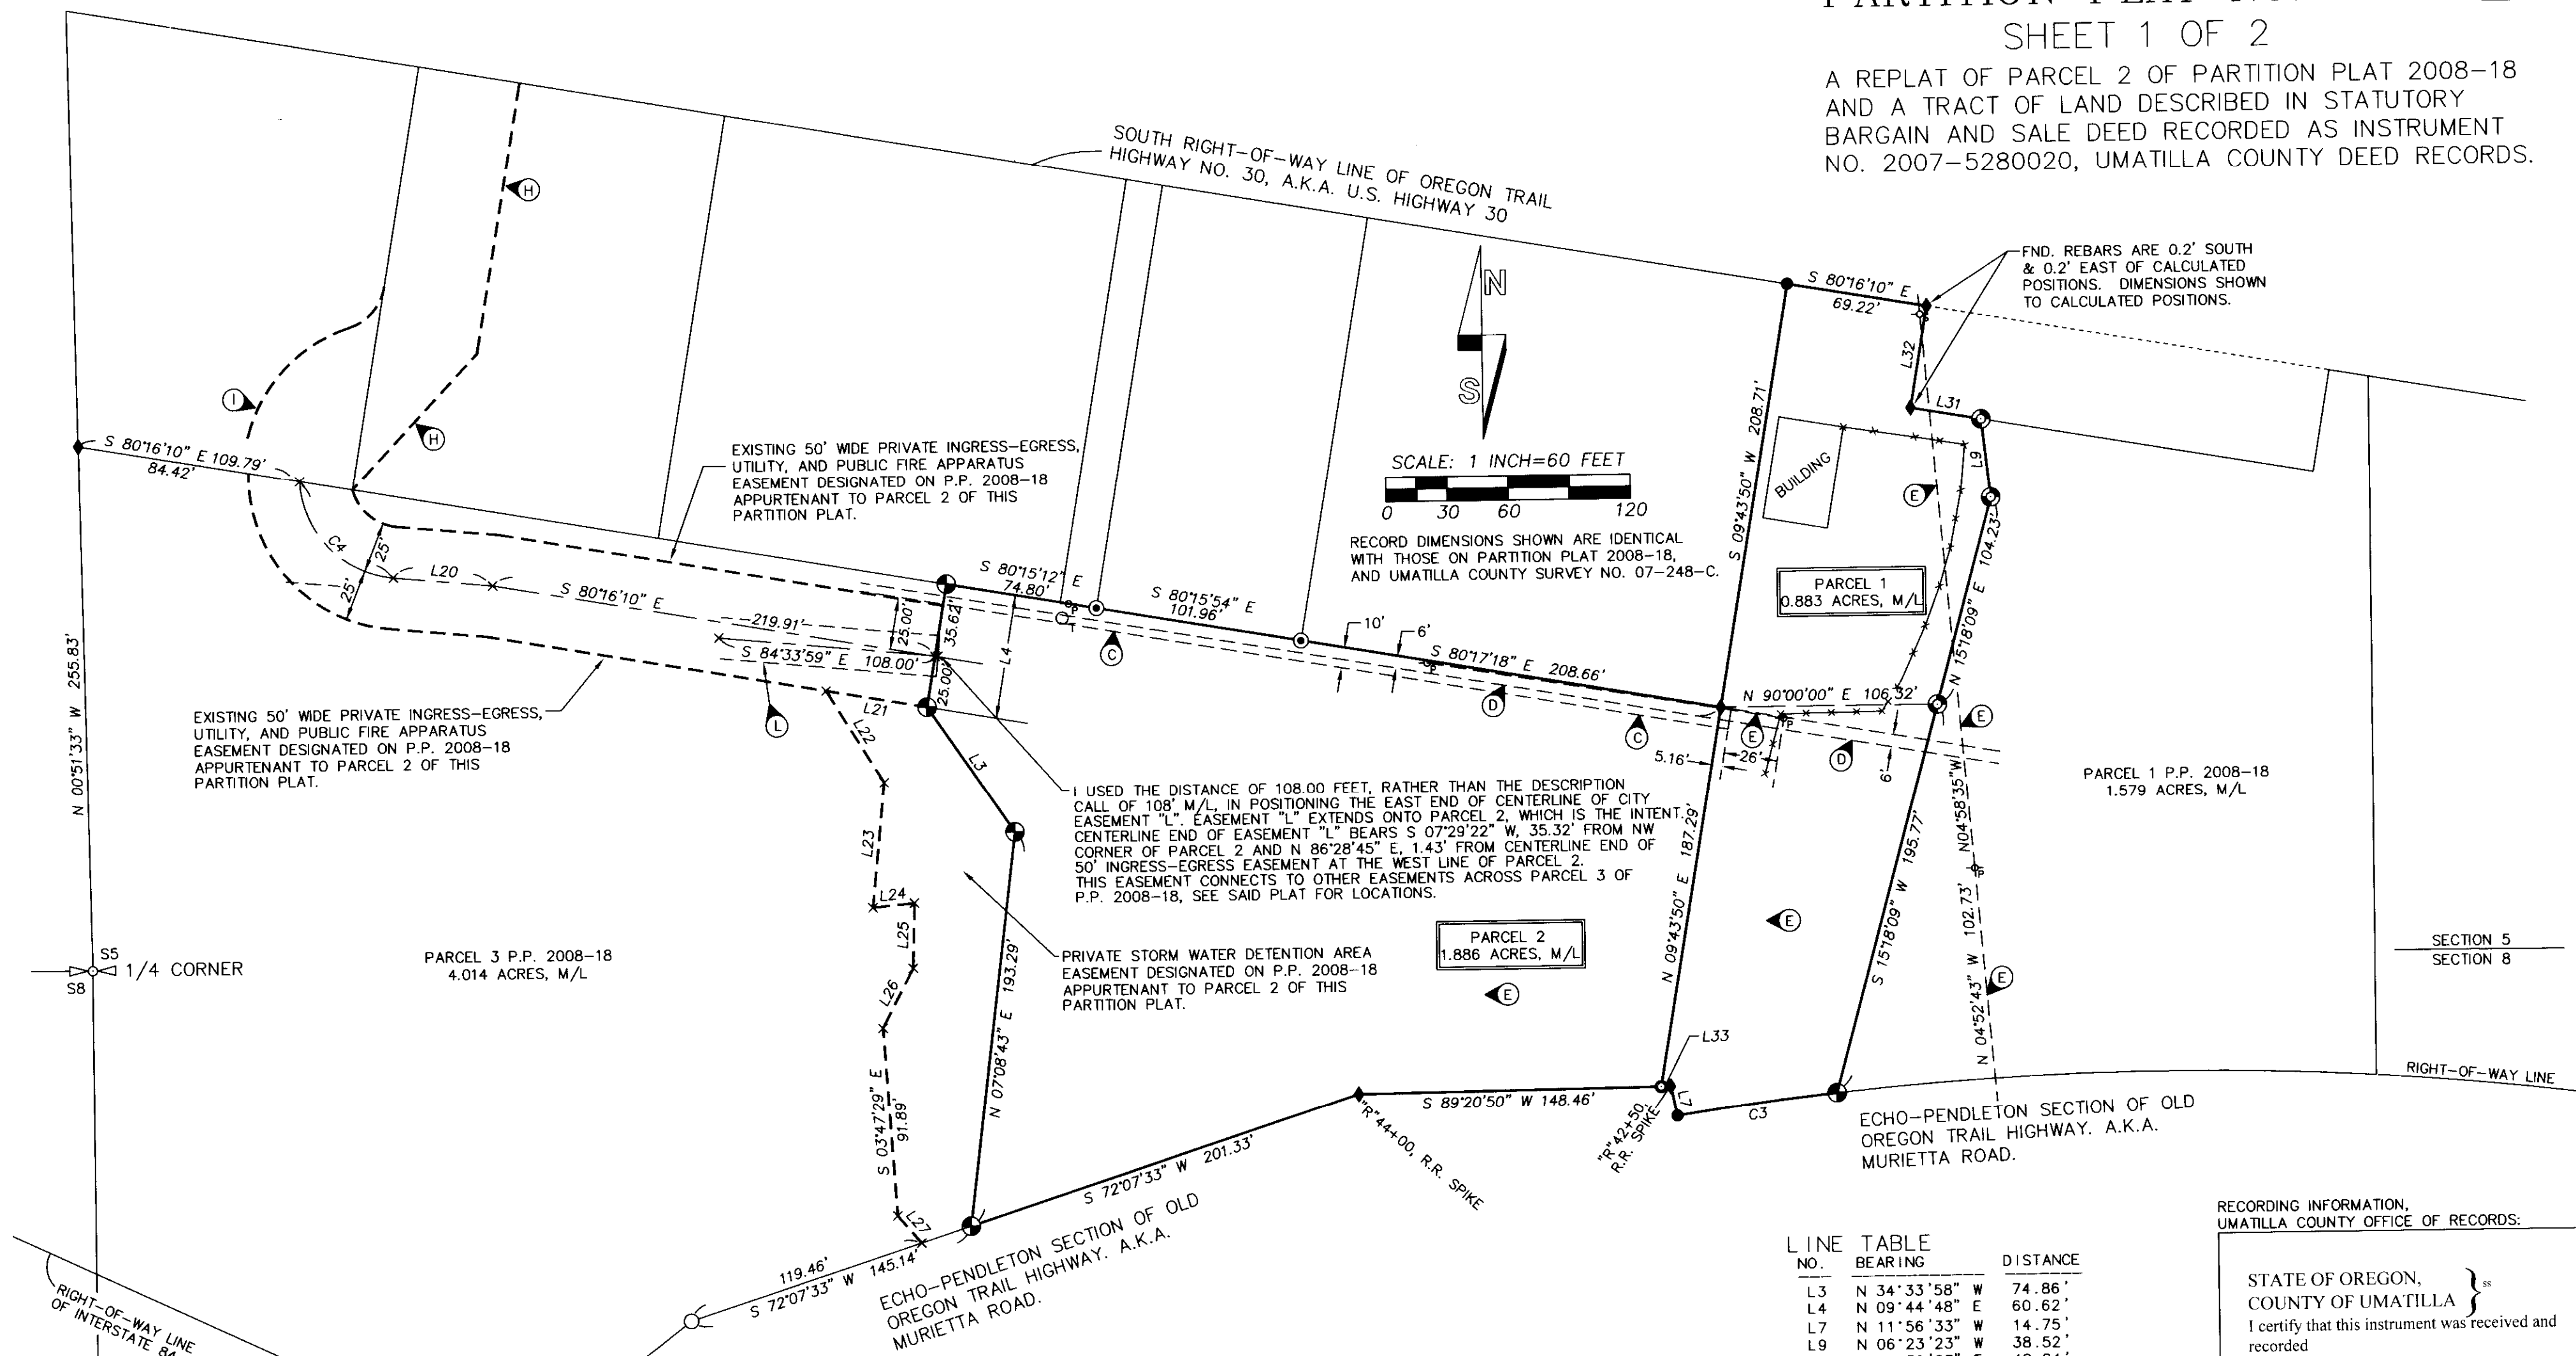 SHEET 1 OF 2
A REPLAT OF PARCEL 2 OF PARTITION PLAT 2008-18
AND A TRACT OF LAND DESCRIBED IN STATUTORY
BARGAIN AND SALE DEED RECORDED AS INSTRUMENT
NO. 2007-5280020, UMATILLA COUNTY DEED RECORDS.
SOUTH RIGHT-OF-WAY LINE OF OREGON TRAIL
HIGHWAY NO. 30, A.K.A. U.S. HIGHWAY 30
H
N
S
FND. REBARS ARE 0.2' SOUTH
& 0.2' EAST OF CALCULATED
POSITIONS. DIMENSIONS SHOWN
TO CALCULATED POSITIONS.
S 80°16'10" E
69.22'
L32
L31
L9
I
H
S 80°16'10" E 109.79'
84.42'
EXISTING 50' WIDE PRIVATE INGRESS-EGRESS,
UTILITY, AND PUBLIC FIRE APPARATUS
EASEMENT DESIGNATED ON P.P. 2008-18
APPURTENANT TO PARCEL 2 OF THIS
PARTITION PLAT.
SCALE: 1 INCH=60 FEET
0 30 60 120
RECORD DIMENSIONS SHOWN ARE IDENTICAL
WITH THOSE ON PARTITION PLAT 2008-18,
AND UMATILLA COUNTY SURVEY NO. 07-248-C.
S 09°43'50" W 208.71'
BUILDING
E
N 15°18'09" E 104.23'
PARCEL 1
0.883 ACRES, M/L
C4
25'
25'
L20
S 80°16'10" E
219.91'
S 84°33'59" E 108.00'
25.00'
35.62'
25.00'
L4
S 80°15'12" E
74.80'
P
T
S 80°15'54" E
101.96'
C
10'
6'
S 80°17'18" E 208.66'
P
D
C
N 90°00'00" E 106.32'
P
E
5.16'
26'
D
6'
E
L
L21
L22
L3
N 00°51'33" W 255.83'
EXISTING 50' WIDE PRIVATE INGRESS-EGRESS,
UTILITY, AND PUBLIC FIRE APPARATUS
EASEMENT DESIGNATED ON P.P. 2008-18
APPURTENANT TO PARCEL 2 OF THIS
PARTITION PLAT.
I USED THE DISTANCE OF 108.00 FEET, RATHER THAN THE DESCRIPTION
CALL OF 108' M/L, IN POSITIONING THE EAST END OF CENTERLINE OF CITY
EASEMENT "L". EASEMENT "L" EXTENDS ONTO PARCEL 2, WHICH IS THE INTENT.
CENTERLINE END OF EASEMENT "L" BEARS S 07°29'22" W, 35.32' FROM NW
CORNER OF PARCEL 2 AND N 86°28'45" E, 1.43' FROM CENTERLINE END OF
50' INGRESS-EGRESS EASEMENT AT THE WEST LINE OF PARCEL 2.
THIS EASEMENT CONNECTS TO OTHER EASEMENTS ACROSS PARCEL 3 OF
P.P. 2008-18, SEE SAID PLAT FOR LOCATIONS.
PARCEL 1 P.P. 2008-18
1.579 ACRES, M/L
N04°58'35"W
P
N 09°43'50" E 187.29'
S 15°18'09" W 195.77'
N 04°52'43" W 102.73'
E
E
L23
L24
L25
L26
S5
S8
1/4 CORNER
PARCEL 3 P.P. 2008-18
4.014 ACRES, M/L
PRIVATE STORM WATER DETENTION AREA
EASEMENT DESIGNATED ON P.P. 2008-18
APPURTENANT TO PARCEL 2 OF THIS
PARTITION PLAT.
PARCEL 2
1.886 ACRES, M/L
E
SECTION 5
SECTION 8
N 07°08'43" E 193.29'
S 03°47'29" E
91.89'
L27
L33
L7
C3
S 89°20'50" W 148.46'
"R"44+00, R.R. SPIKE
"R"42+50,
R.R. SPIKE
RIGHT-OF-WAY LINE
ECHO-PENDLETON SECTION OF OLD
OREGON TRAIL HIGHWAY. A.K.A.
MURIETTA ROAD.
S 72°07'33" W 201.33'
119.46'
S 72°07'33" W 145.14'
ECHO-PENDLETON SECTION OF OLD
OREGON TRAIL HIGHWAY. A.K.A.
MURIETTA ROAD.
RIGHT-OF-WAY LINE
OF INTERSTATE 84
LINE TABLE
NO. BEARING DISTANCE
L3 N 34°33'58" W 74.86'
L4 N 09°44'48" E 60.62'
L7 N 11°56'33" W 14.75'
L9 N 06°23'23" W 38.52'
RECORDING INFORMATION,
UMATILLA COUNTY OFFICE OF RECORDS:
STATE OF OREGON,
COUNTY OF UMATILLA } ss
I certify that this instrument was received and
recorded